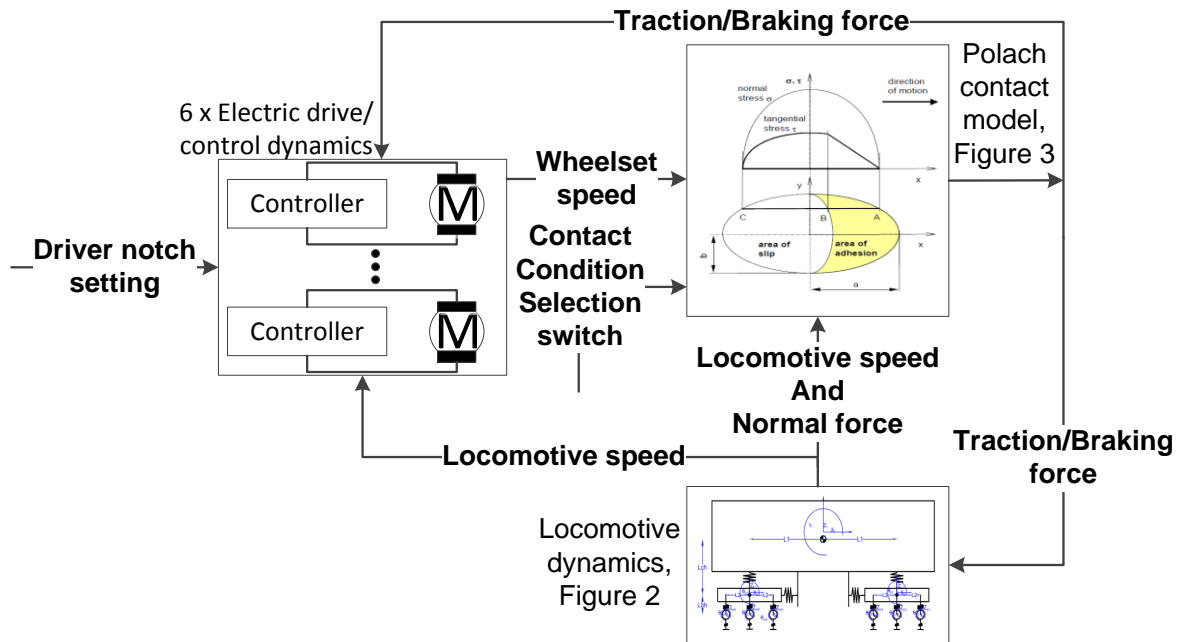 Traction/Braking
force
6 x Electric drive/
control dynamics
Controller
M
Controller
M
Driver notch
setting
Wheelset
speed
Contact
Condition
Selection
switch
σ, τ
normal
stress σ
direction
of motion
tangential
stress τ
x
y
C
B
A
x
area of
slip
area of
adhesion
b
a
Polach
contact
model,
Figure 3
Locomotive speed
And
Normal force
Locomotive speed
Traction/Braking
force
Locomotive
dynamics,
Figure 2
L1
L1